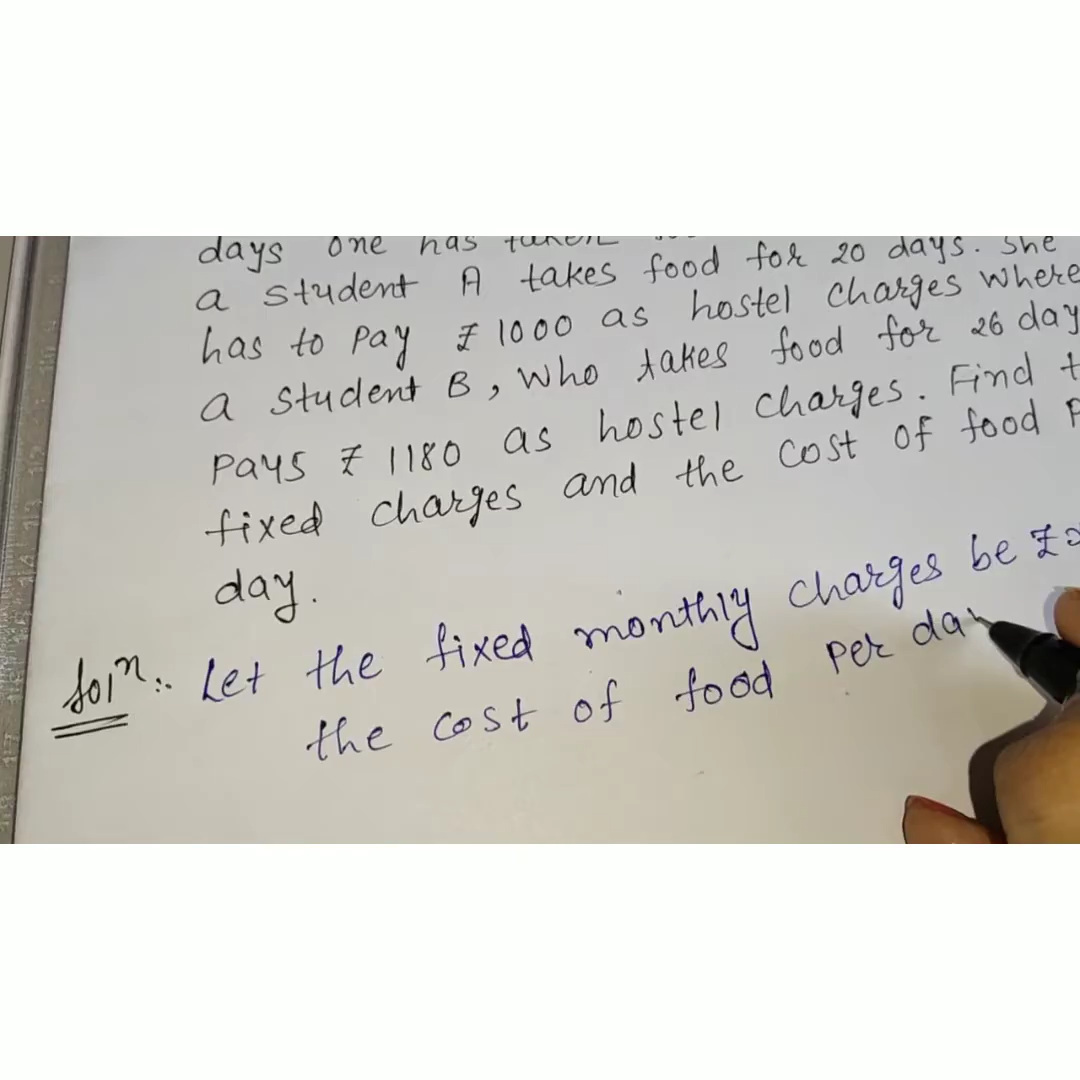 days one has taken
a student A takes food for 20 days. She
has to pay ₹ 1000 as hostel charges where
a student B, who takes food for 26 day
pays ₹ 1180 as hostel charges. Find t
fixed charges and the cost of food P
day.
Solⁿ:. Let the fixed monthly charges be ₹
the cost of food per day